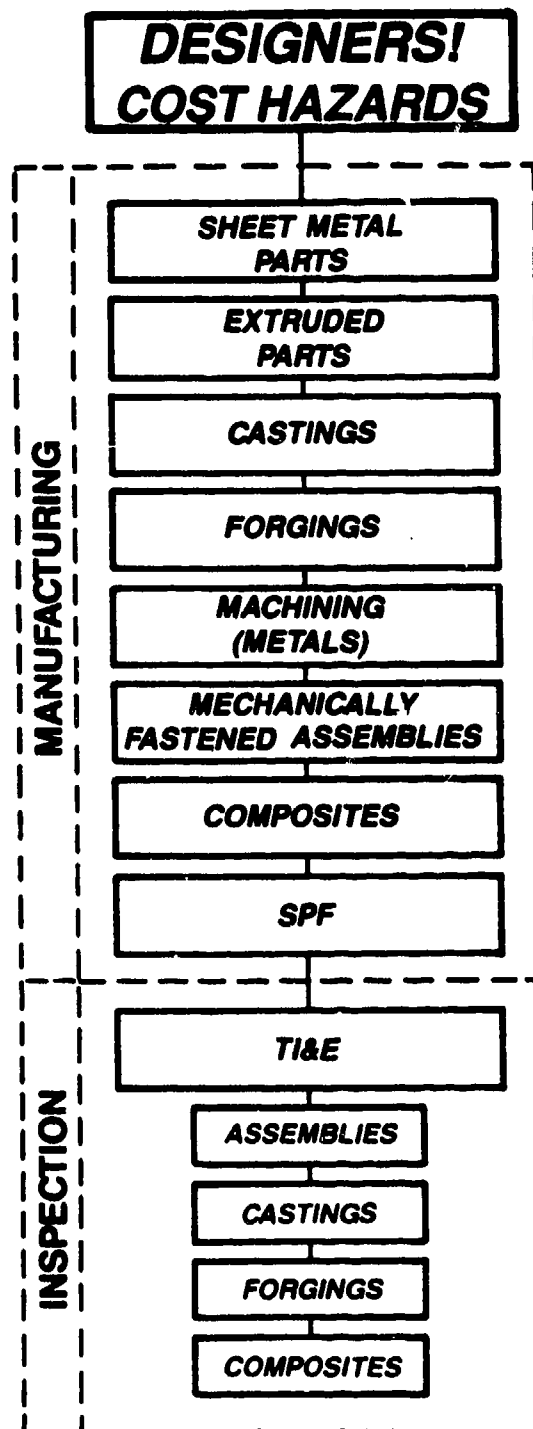 DESIGNERS!
COST HAZARDS
MANUFACTURING
SHEET METAL
PARTS
EXTRUDED
PARTS
CASTINGS
FORGINGS
MACHINING
(METALS)
MECHANICALLY
FASTENED ASSEMBLIES
COMPOSITES
SPF
INSPECTION
TI&E
ASSEMBLIES
CASTINGS
FORGINGS
COMPOSITES